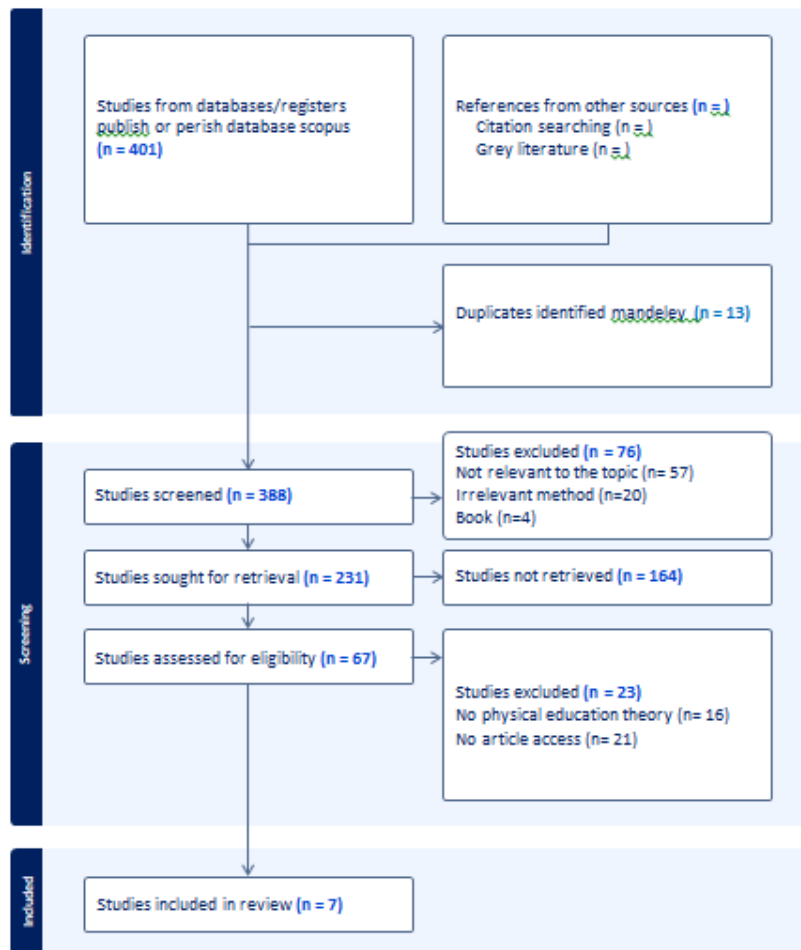 Identification
Studies from databases/registers
publish or perish database scopus
(n = 401)
References from other sources (n = )
Citation searching (n = )
Grey literature (n = )
Duplicates identified mandeley (n = 13)
Screening
Studies screened (n = 388)
Studies excluded (n = 76)
Not relevant to the topic (n= 57)
Irrelevant method (n=20)
Book (n=4)
Studies sought for retrieval (n = 231)
Studies not retrieved (n = 164)
Studies assessed for eligibility (n = 67)
Studies excluded (n = 23)
No physical education theory (n= 16)
No article access (n= 21)
Included
Studies included in review (n = 7)